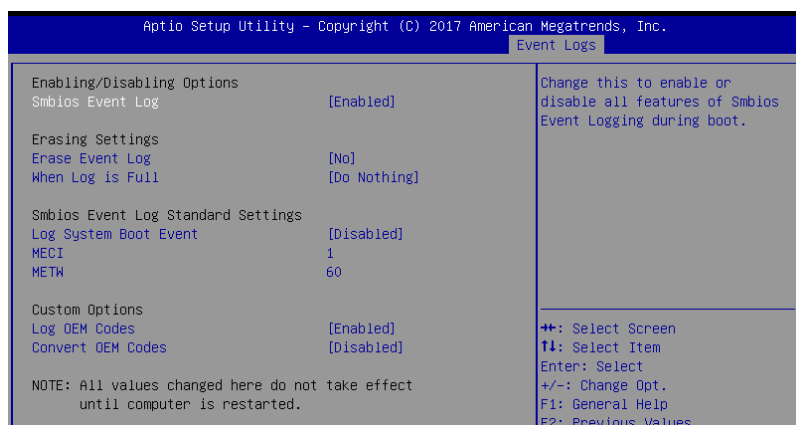 Aptio Setup Utility – Copyright (C) 2017 American Megatrends, Inc.
Event Logs
Enabling/Disabling Options
Smbios Event Log [Enabled]
Erasing Settings
Erase Event Log [No]
When Log is Full [Do Nothing]
Smbios Event Log Standard Settings
Log System Boot Event [Disabled]
MECI 1
METW 60
Custom Options
Log OEM Codes [Enabled]
Convert OEM Codes [Disabled]
NOTE: All values changed here do not take effect
until computer is restarted.
Change this to enable or
disable all features of Smbios
Event Logging during boot.
→←: Select Screen
↑↓: Select Item
Enter: Select
+/-: Change Opt.
F1: General Help
F2: Previous Values